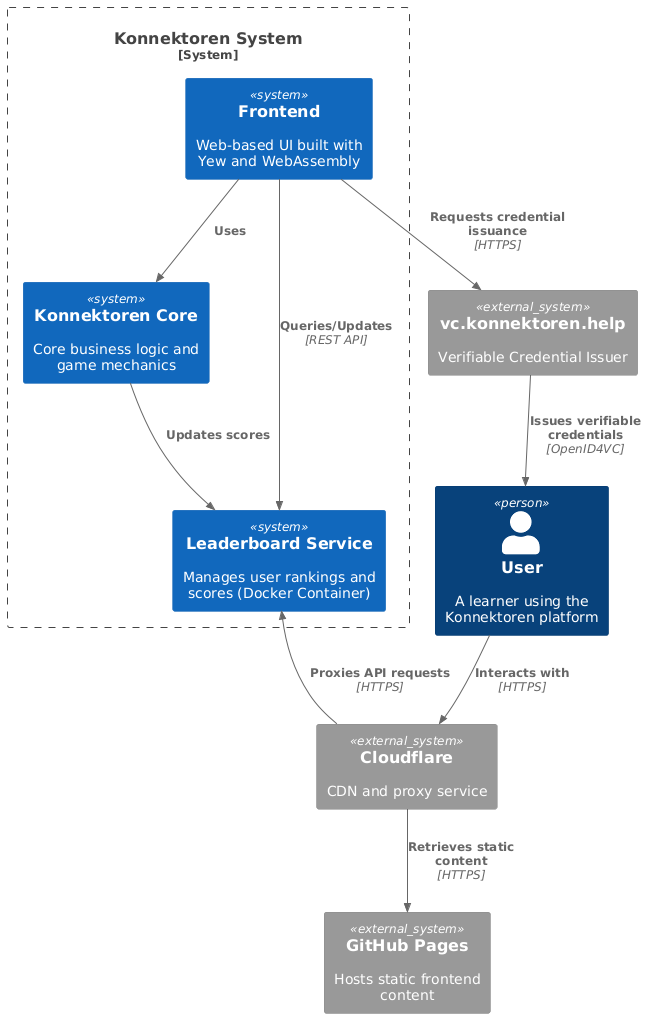 Konnektoren System
[System]
«system»
Frontend
Web-based UI built with
Yew and WebAssembly
Uses
Requests credential
issuance
[HTTPS]
«system»
Konnektoren Core
Core business logic and
game mechanics
Queries/Updates
[REST API]
«external_system»
vc.konnektoren.help
Verifiable Credential Issuer
Updates scores
Issues verifiable
credentials
[OpenID4VC]
«system»
Leaderboard Service
Manages user rankings and
scores (Docker Container)
«person»
User
A learner using the
Konnektoren platform
Proxies API requests
[HTTPS]
Interacts with
[HTTPS]
«external_system»
Cloudflare
CDN and proxy service
Retrieves static
content
[HTTPS]
«external_system»
GitHub Pages
Hosts static frontend
content